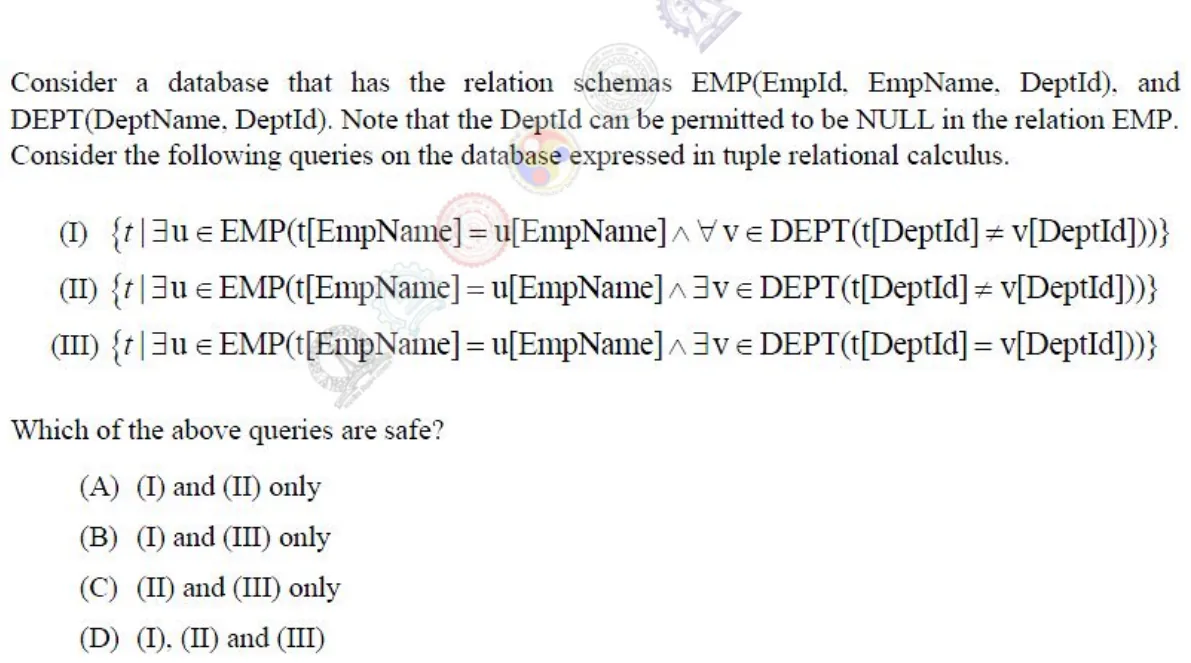 Consider a database that has the relation schemas EMP(EmpId, EmpName, DeptId), and
DEPT(DeptName, DeptId). Note that the DeptId can be permitted to be NULL in the relation EMP.
Consider the following queries on the database expressed in tuple relational calculus.
(I) {t | ∃u ∈ EMP(t[EmpName] = u[EmpName] ∧ ∀ v ∈ DEPT(t[DeptId] ≠ v[DeptId]))}
(II) {t | ∃u ∈ EMP(t[EmpName] = u[EmpName] ∧ ∃v ∈ DEPT(t[DeptId] ≠ v[DeptId]))}
(III) {t | ∃u ∈ EMP(t[EmpName] = u[EmpName] ∧ ∃v ∈ DEPT(t[DeptId] = v[DeptId]))}
Which of the above queries are safe?
(A) (I) and (II) only
(B) (I) and (III) only
(C) (II) and (III) only
(D) (I), (II) and (III)